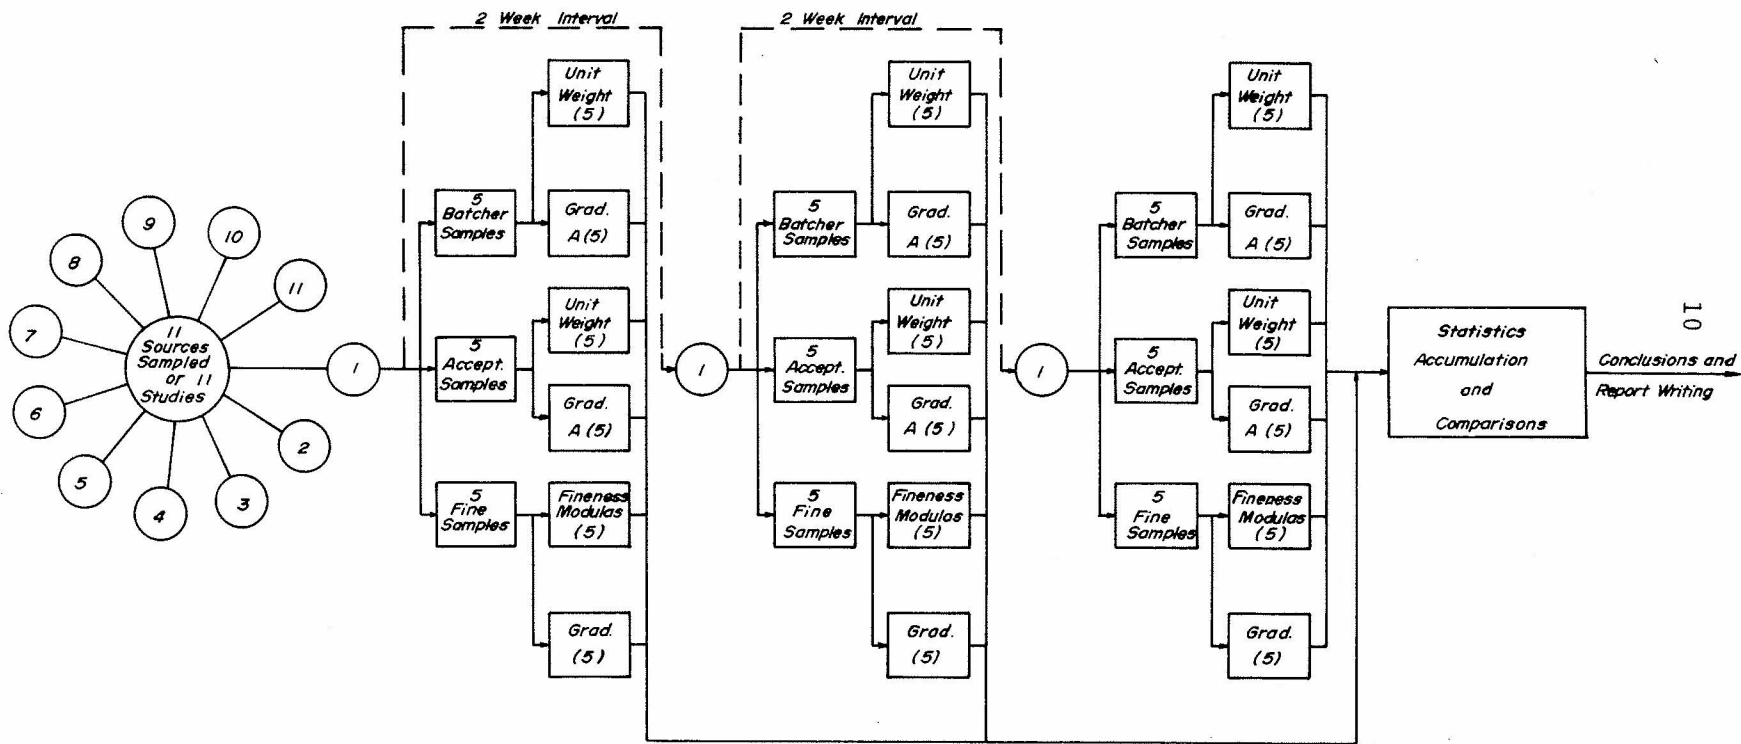 2 Week Interval
2 Week Interval
11
Sources
Sampled
or 11
Studies
1
2
3
4
5
6
7
8
9
10
11
5
Batcher
Samples
Unit
Weight
(5)
Grad.
A (5)
5
Accept.
Samples
Unit
Weight
(5)
Grad.
A (5)
5
Fine
Samples
Fineness
Modulas
(5)
Grad.
(5)
1
5
Batcher
Samples
Unit
Weight
(5)
Grad.
A (5)
5
Accept.
Samples
Unit
Weight
(5)
Grad.
A (5)
5
Fine
Samples
Fineness
Modulas
(5)
Grad.
(5)
1
5
Batcher
Samples
Unit
Weight
(5)
Grad.
A (5)
5
Accept.
Samples
Unit
Weight
(5)
Grad.
A (5)
5
Fine
Samples
Fineness
Modulas
(5)
Grad.
(5)
Statistics
Accumulation
and
Comparisons
Conclusions and
Report Writing
10